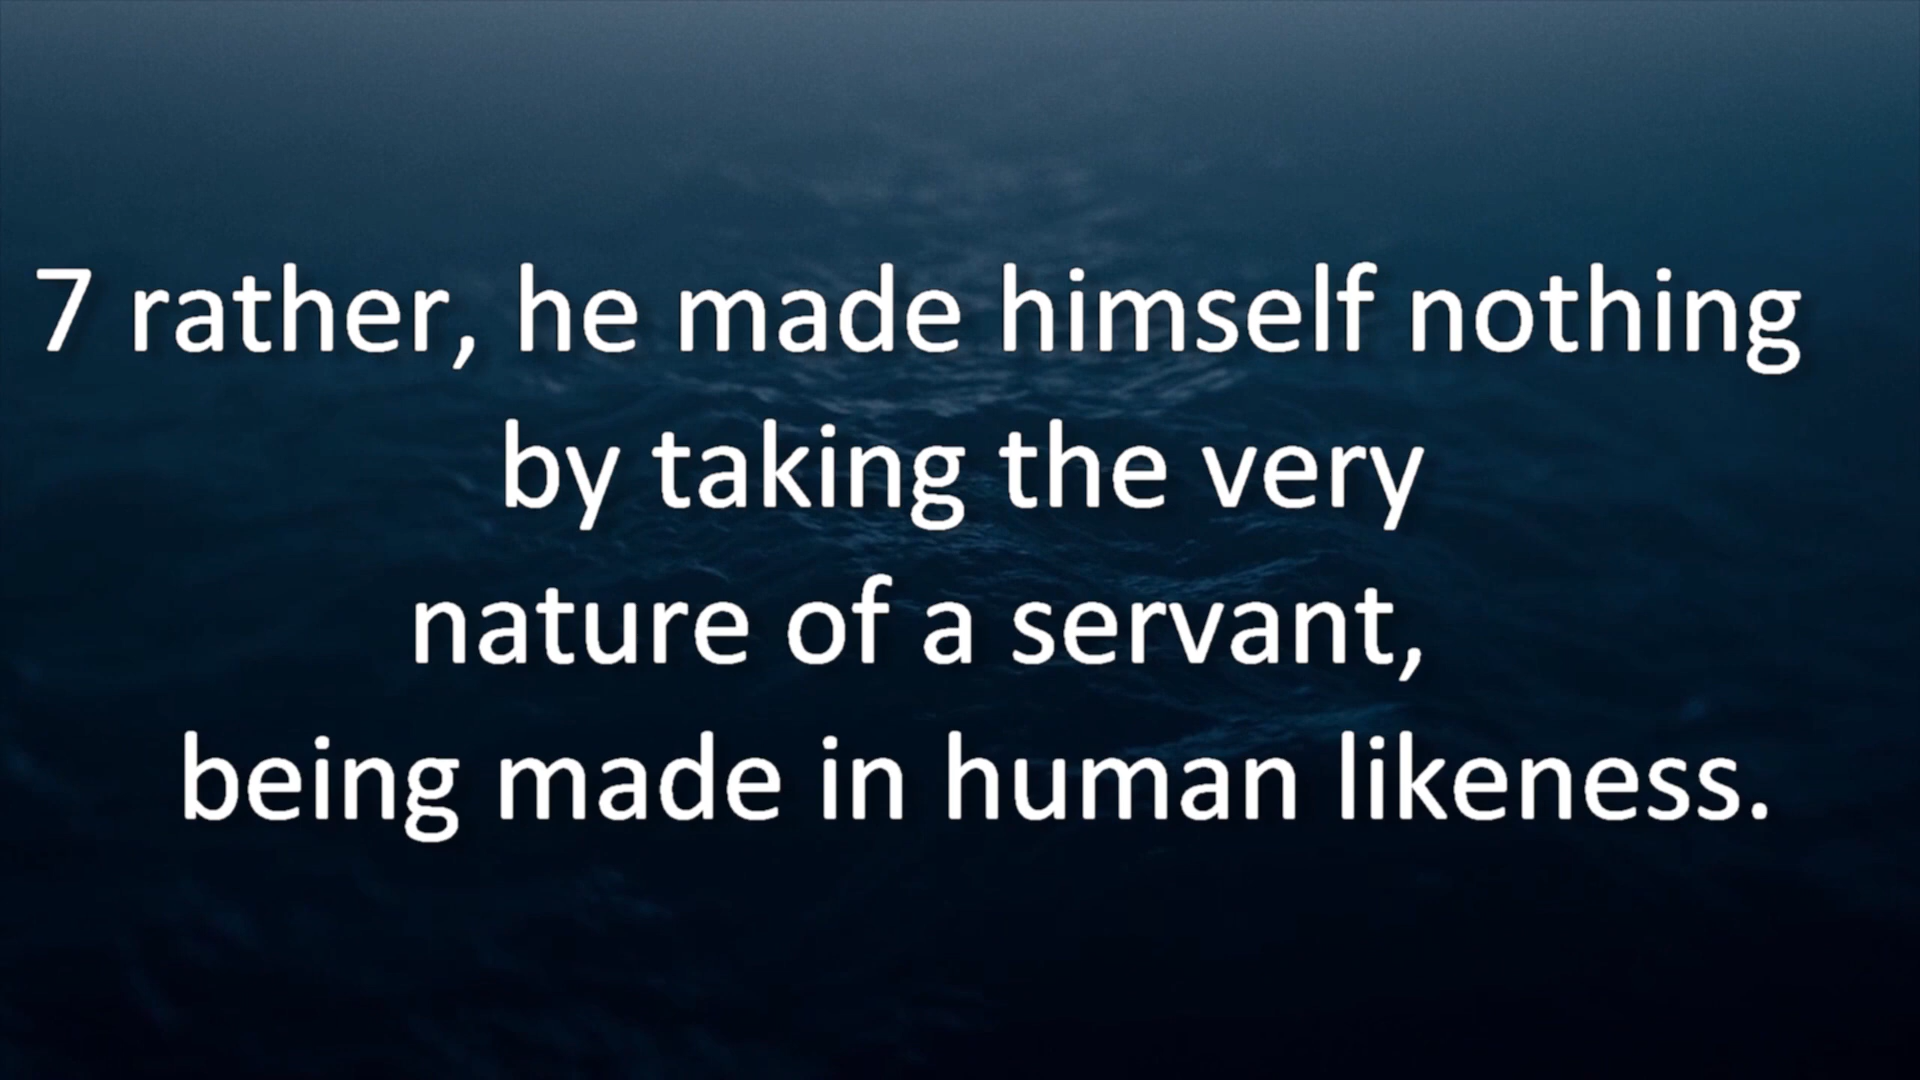 7 rather, he made himself nothing
by taking the very
nature of a servant,
being made in human likeness.